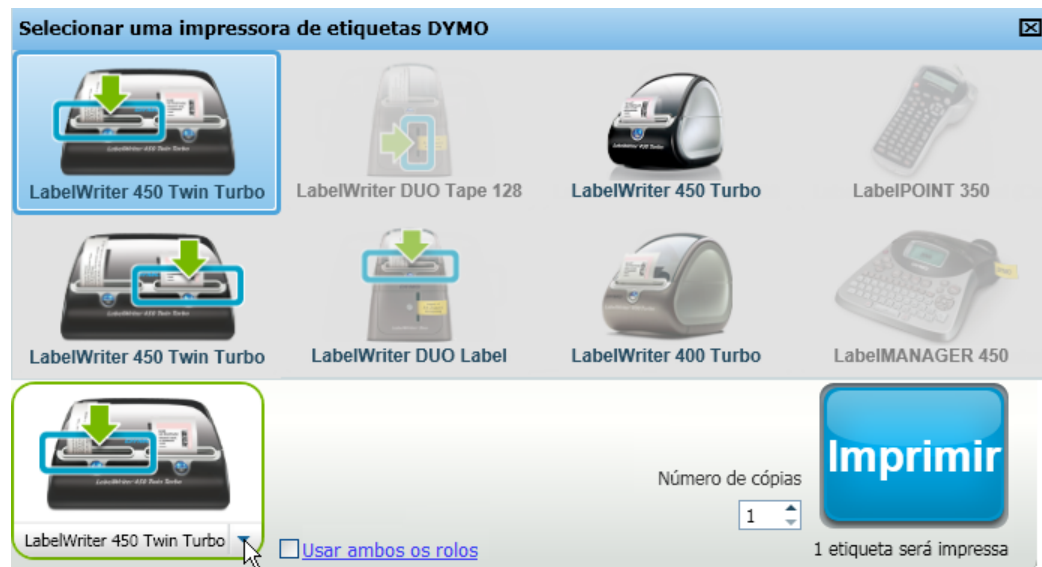 Selecionar uma impressora de etiquetas DYMO
LabelWriter 450 Twin Turbo
LabelWriter DUO Tape 128
LabelWriter 450 Turbo
LabelPOINT 350
LabelWriter 450 Twin Turbo
LabelWriter DUO Label
LabelWriter 400 Turbo
LabelMANAGER 450
LabelWriter 450 Twin Turbo
Usar ambos os rolos
Número de cópias
1
Imprimir
1 etiqueta será impressa